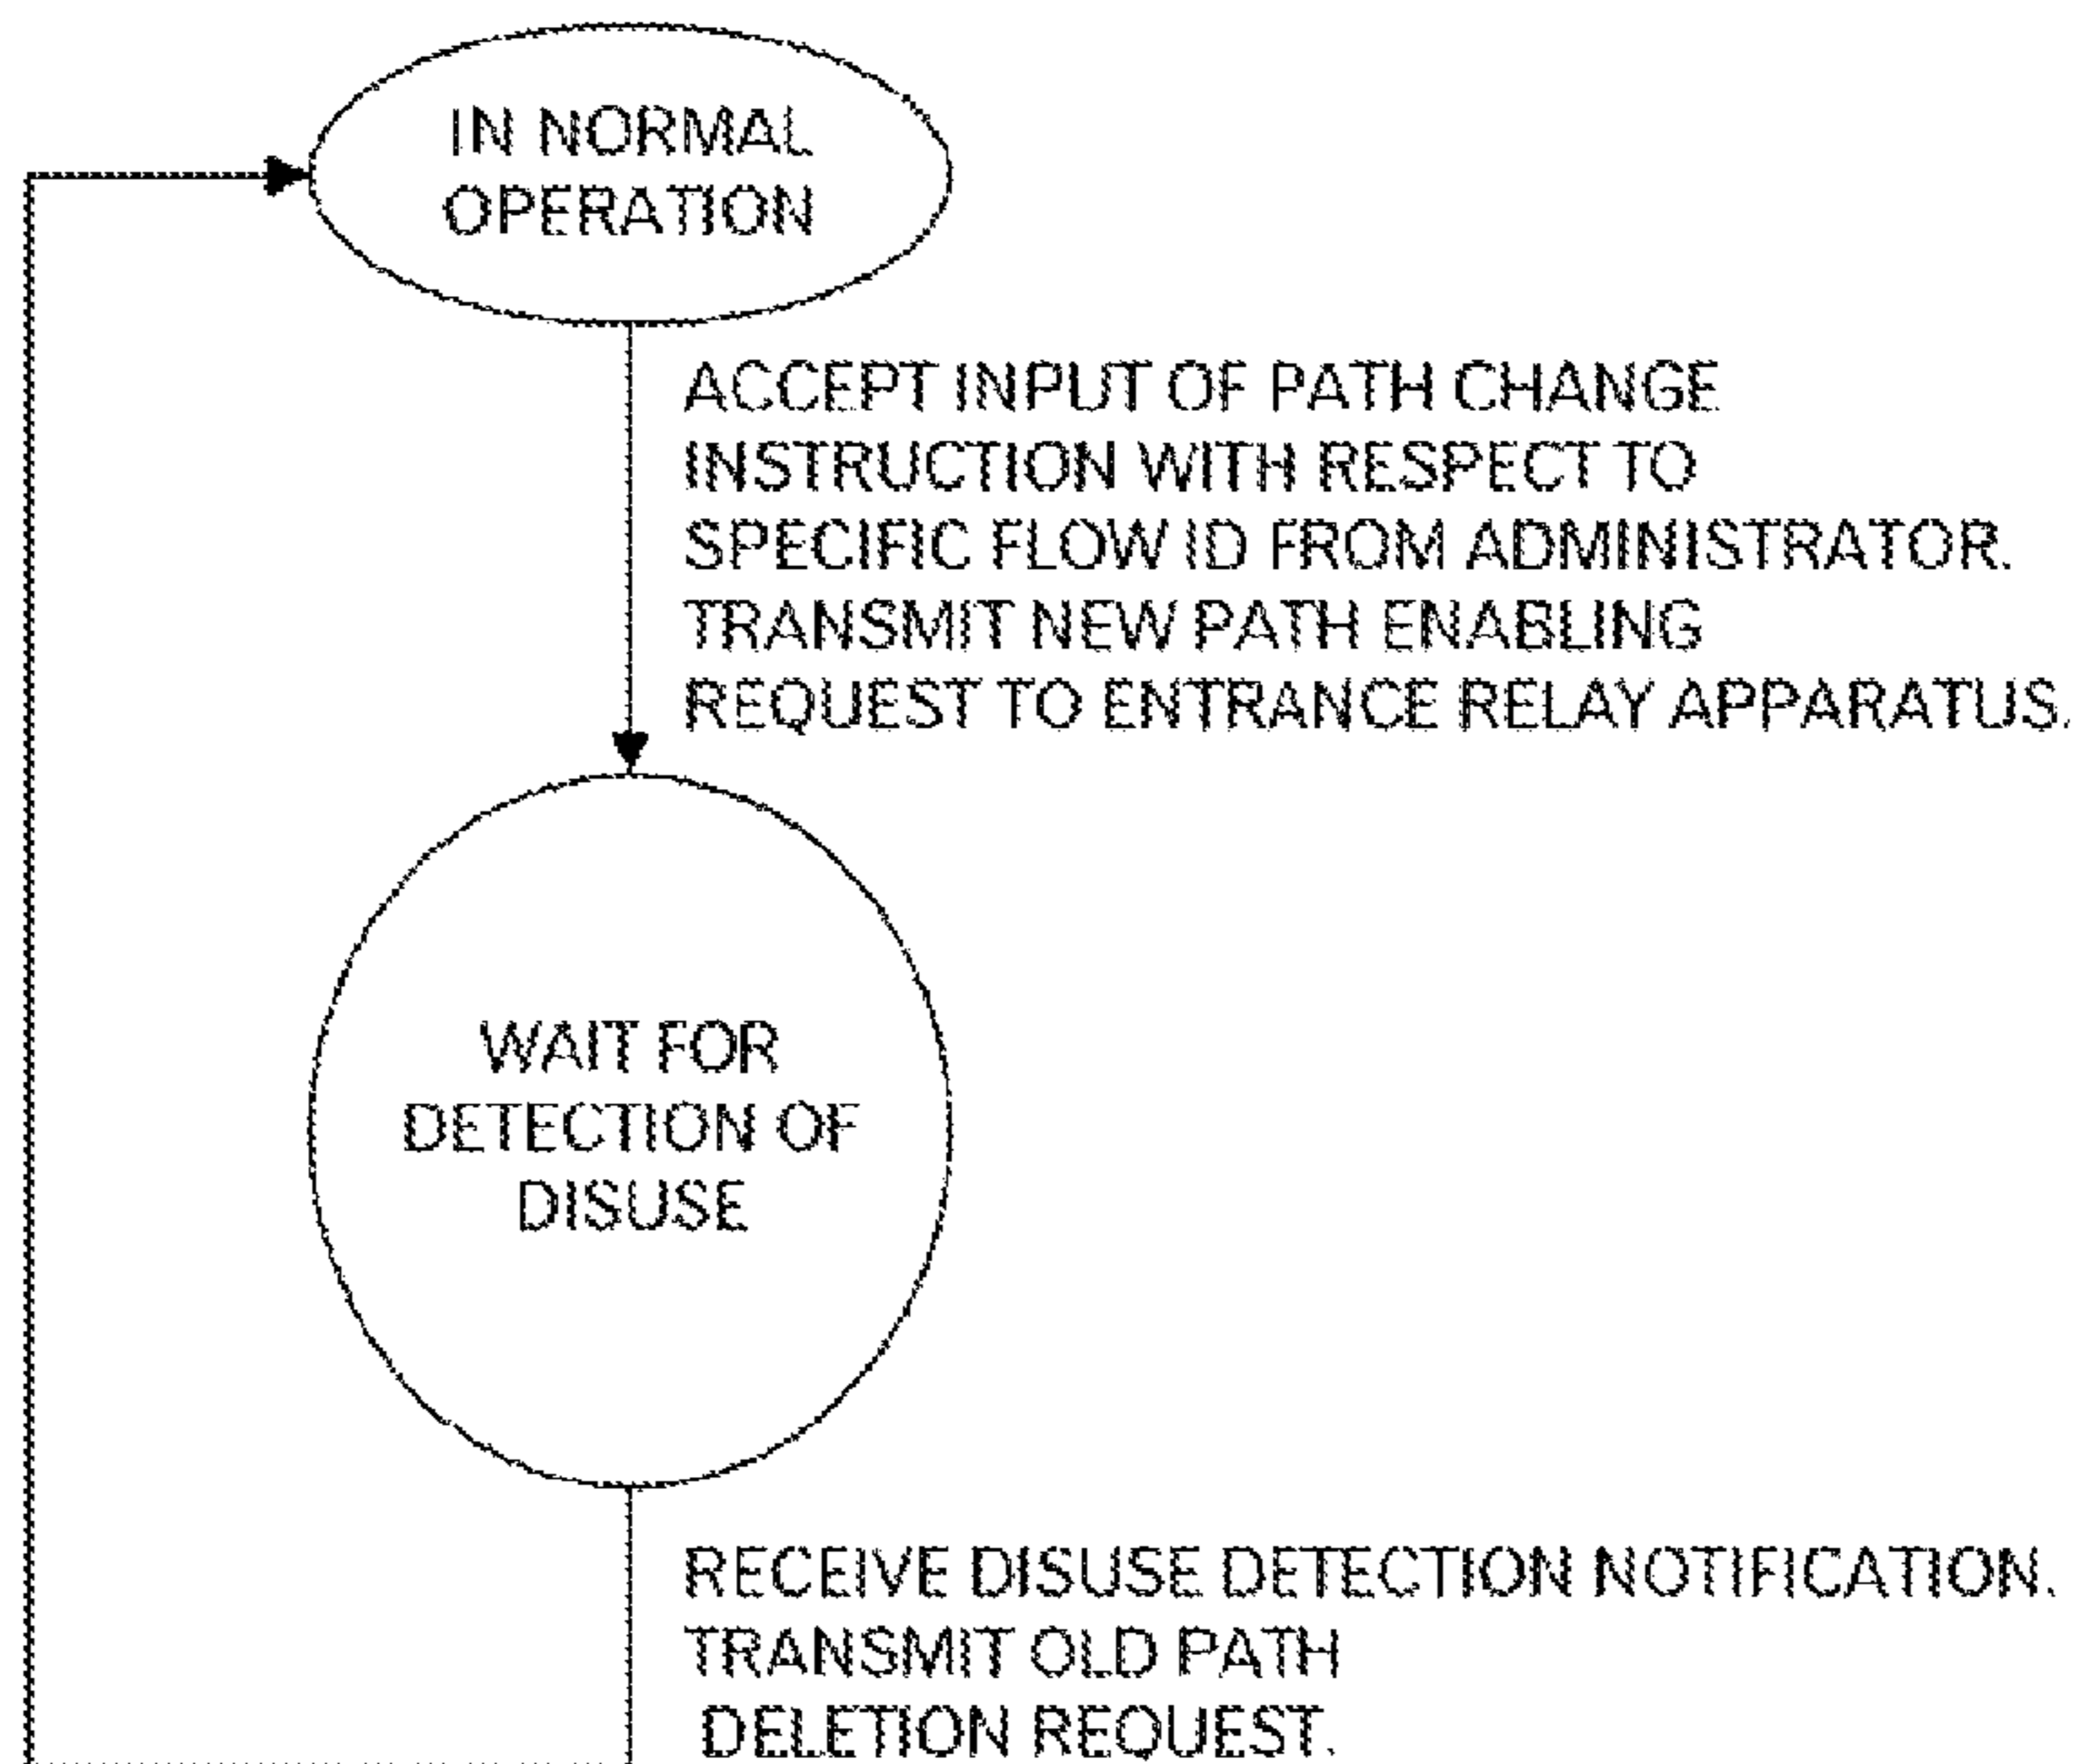 IN NORMAL
OPERATION
ACCEPT INPUT OF PATH CHANGE
INSTRUCTION WITH RESPECT TO
SPECIFIC FLOW ID FROM ADMINISTRATOR.
TRANSMIT NEW PATH ENABLING
REQUEST TO ENTRANCE RELAY APPARATUS.
WAIT FOR
DETECTION OF
DISUSE
RECEIVE DISUSE DETECTION NOTIFICATION.
TRANSMIT OLD PATH
DELETION REQUEST.